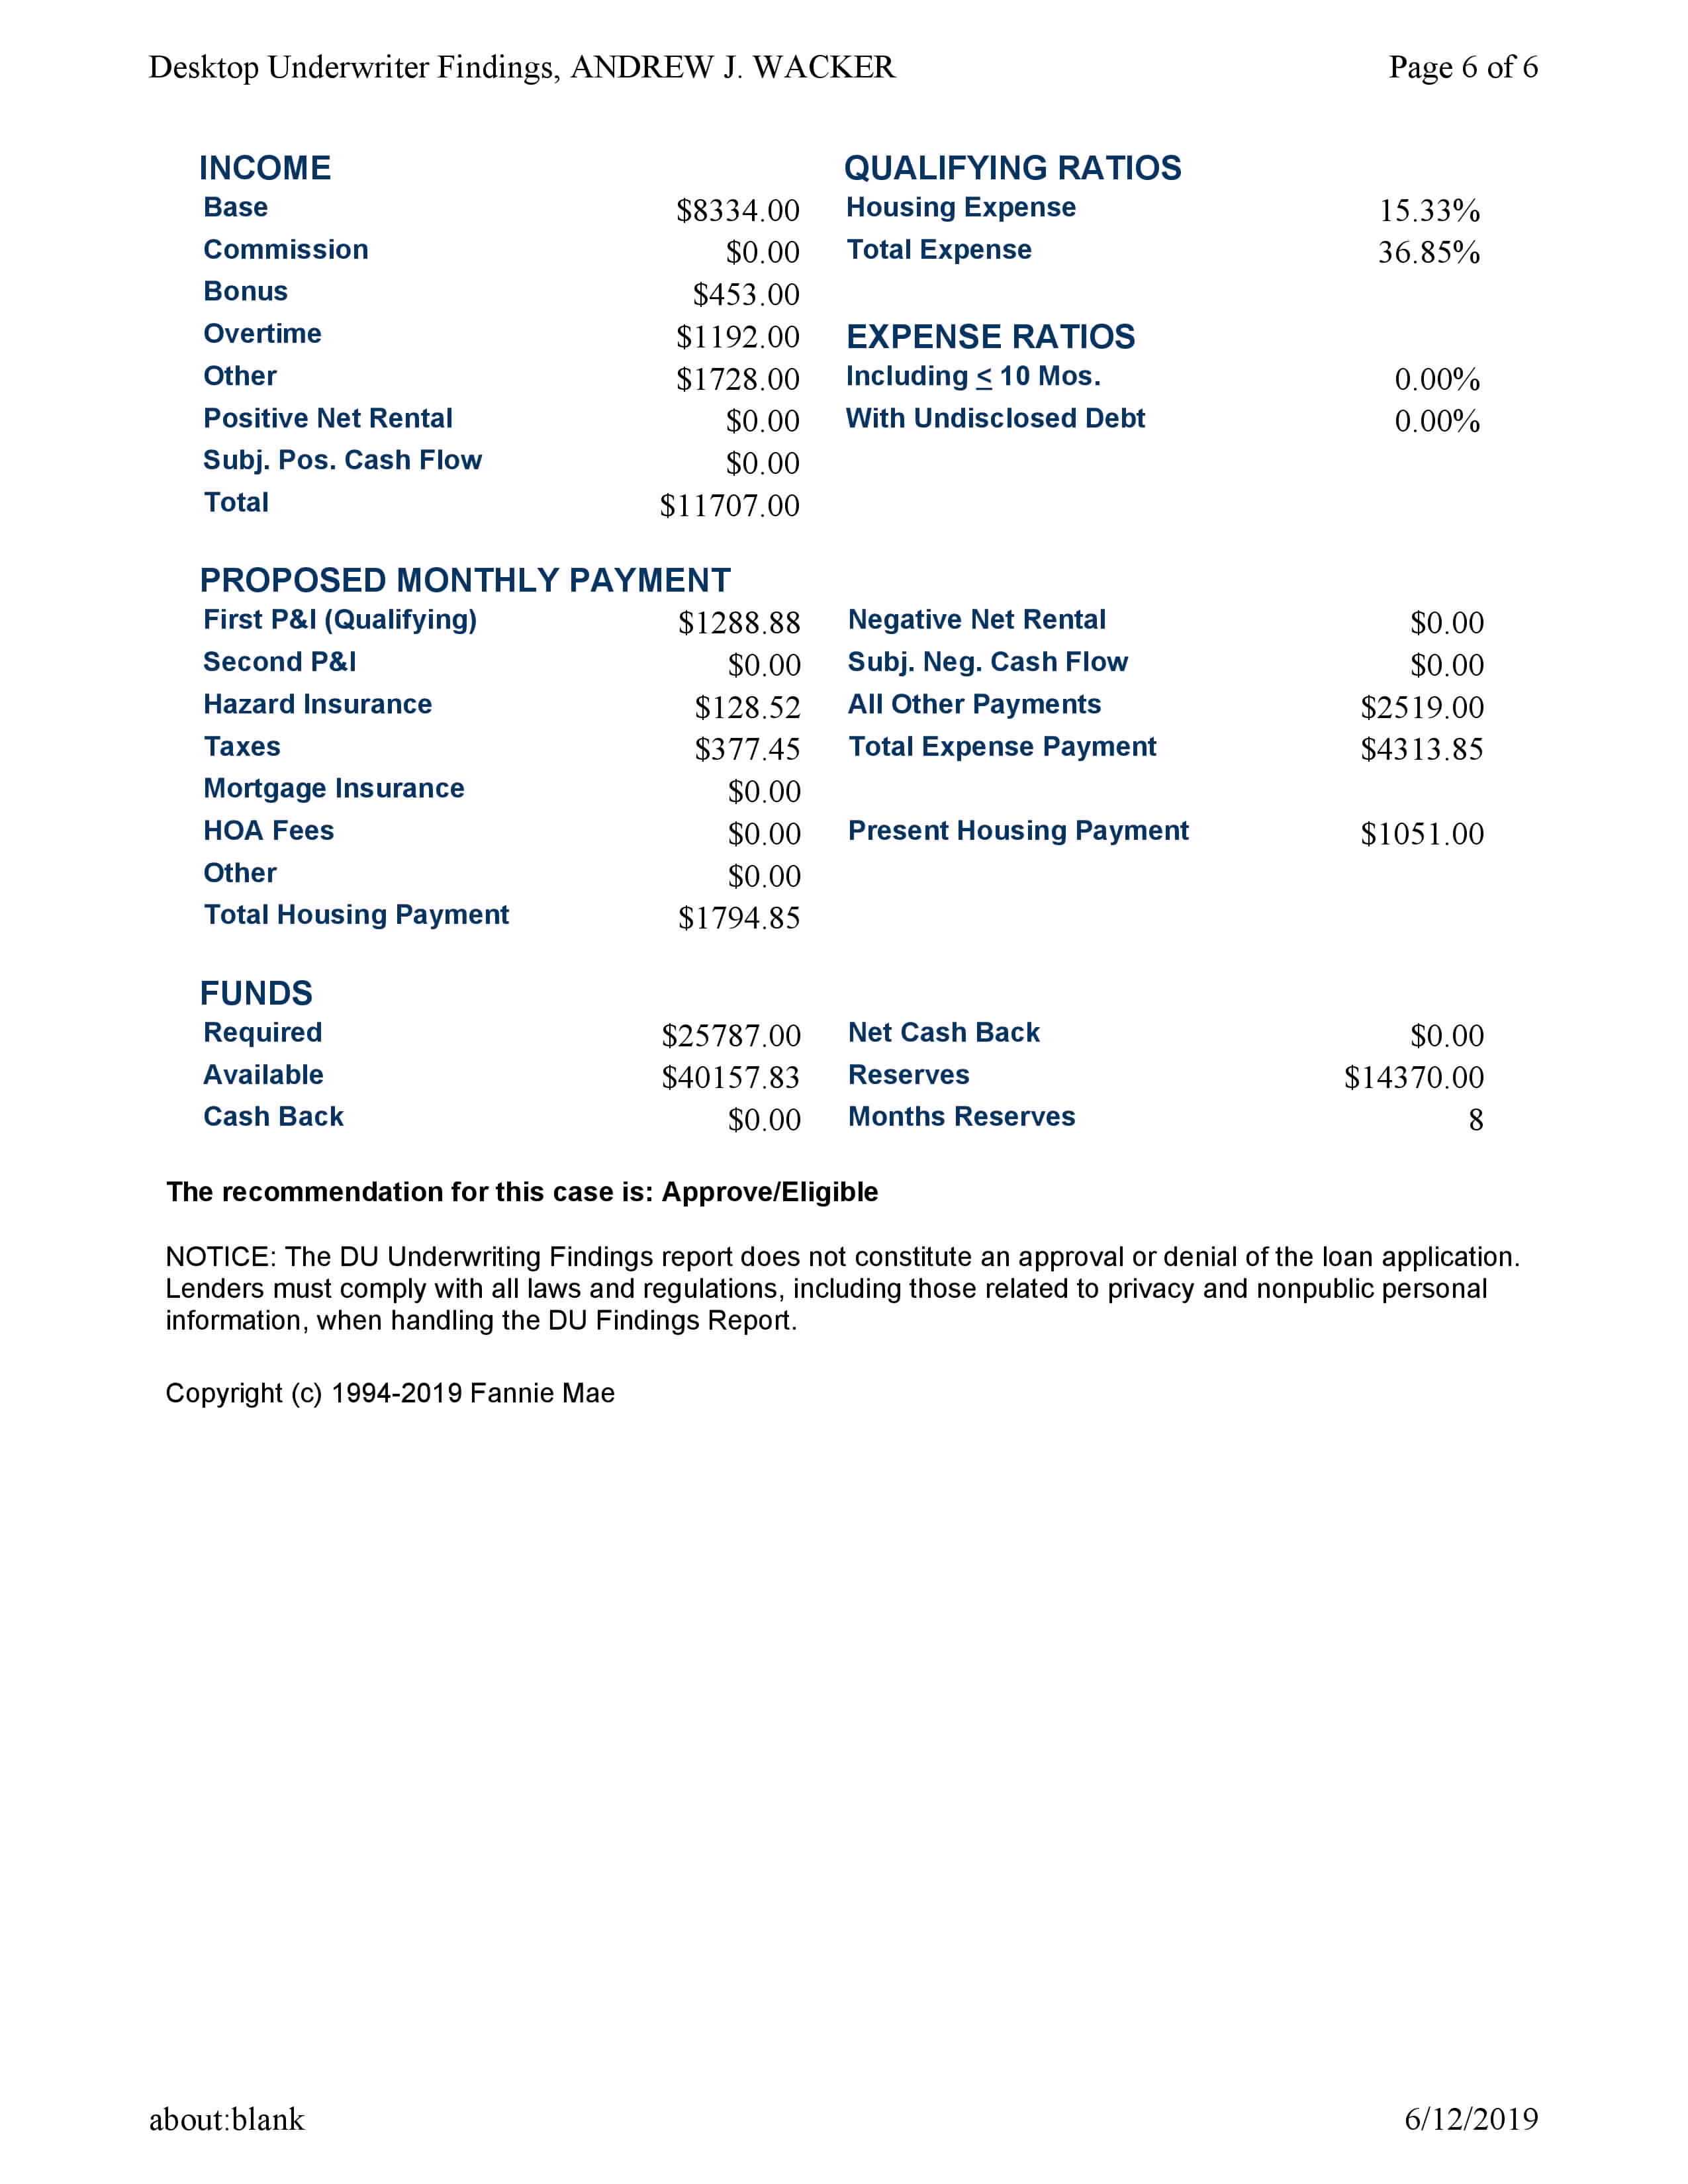 Desktop Underwriter Findings, ANDREW J. WACKER Page 6 of 6
INCOME QUALIFYING RATIOS
Base $8334.00 Housing Expense 15.33%
Commission $0.00 Total Expense 36.85%
Bonus $453.00
Overtime $1192.00 EXPENSE RATIOS
Other $1728.00 Including ≤ 10 Mos. 0.00%
Positive Net Rental $0.00 With Undisclosed Debt 0.00%
Subj. Pos. Cash Flow $0.00
Total $11707.00
PROPOSED MONTHLY PAYMENT
First P&I (Qualifying) $1288.88 Negative Net Rental $0.00
Second P&I $0.00 Subj. Neg. Cash Flow $0.00
Hazard Insurance $128.52 All Other Payments $2519.00
Taxes $377.45 Total Expense Payment $4313.85
Mortgage Insurance $0.00
HOA Fees $0.00 Present Housing Payment $1051.00
Other $0.00
Total Housing Payment $1794.85
FUNDS
Required $25787.00 Net Cash Back $0.00
Available $40157.83 Reserves $14370.00
Cash Back $0.00 Months Reserves 8
The recommendation for this case is: Approve/Eligible
NOTICE: The DU Underwriting Findings report does not constitute an approval or denial of the loan application.
Lenders must comply with all laws and regulations, including those related to privacy and nonpublic personal
information, when handling the DU Findings Report.
Copyright (c) 1994-2019 Fannie Mae
about:blank 6/12/2019